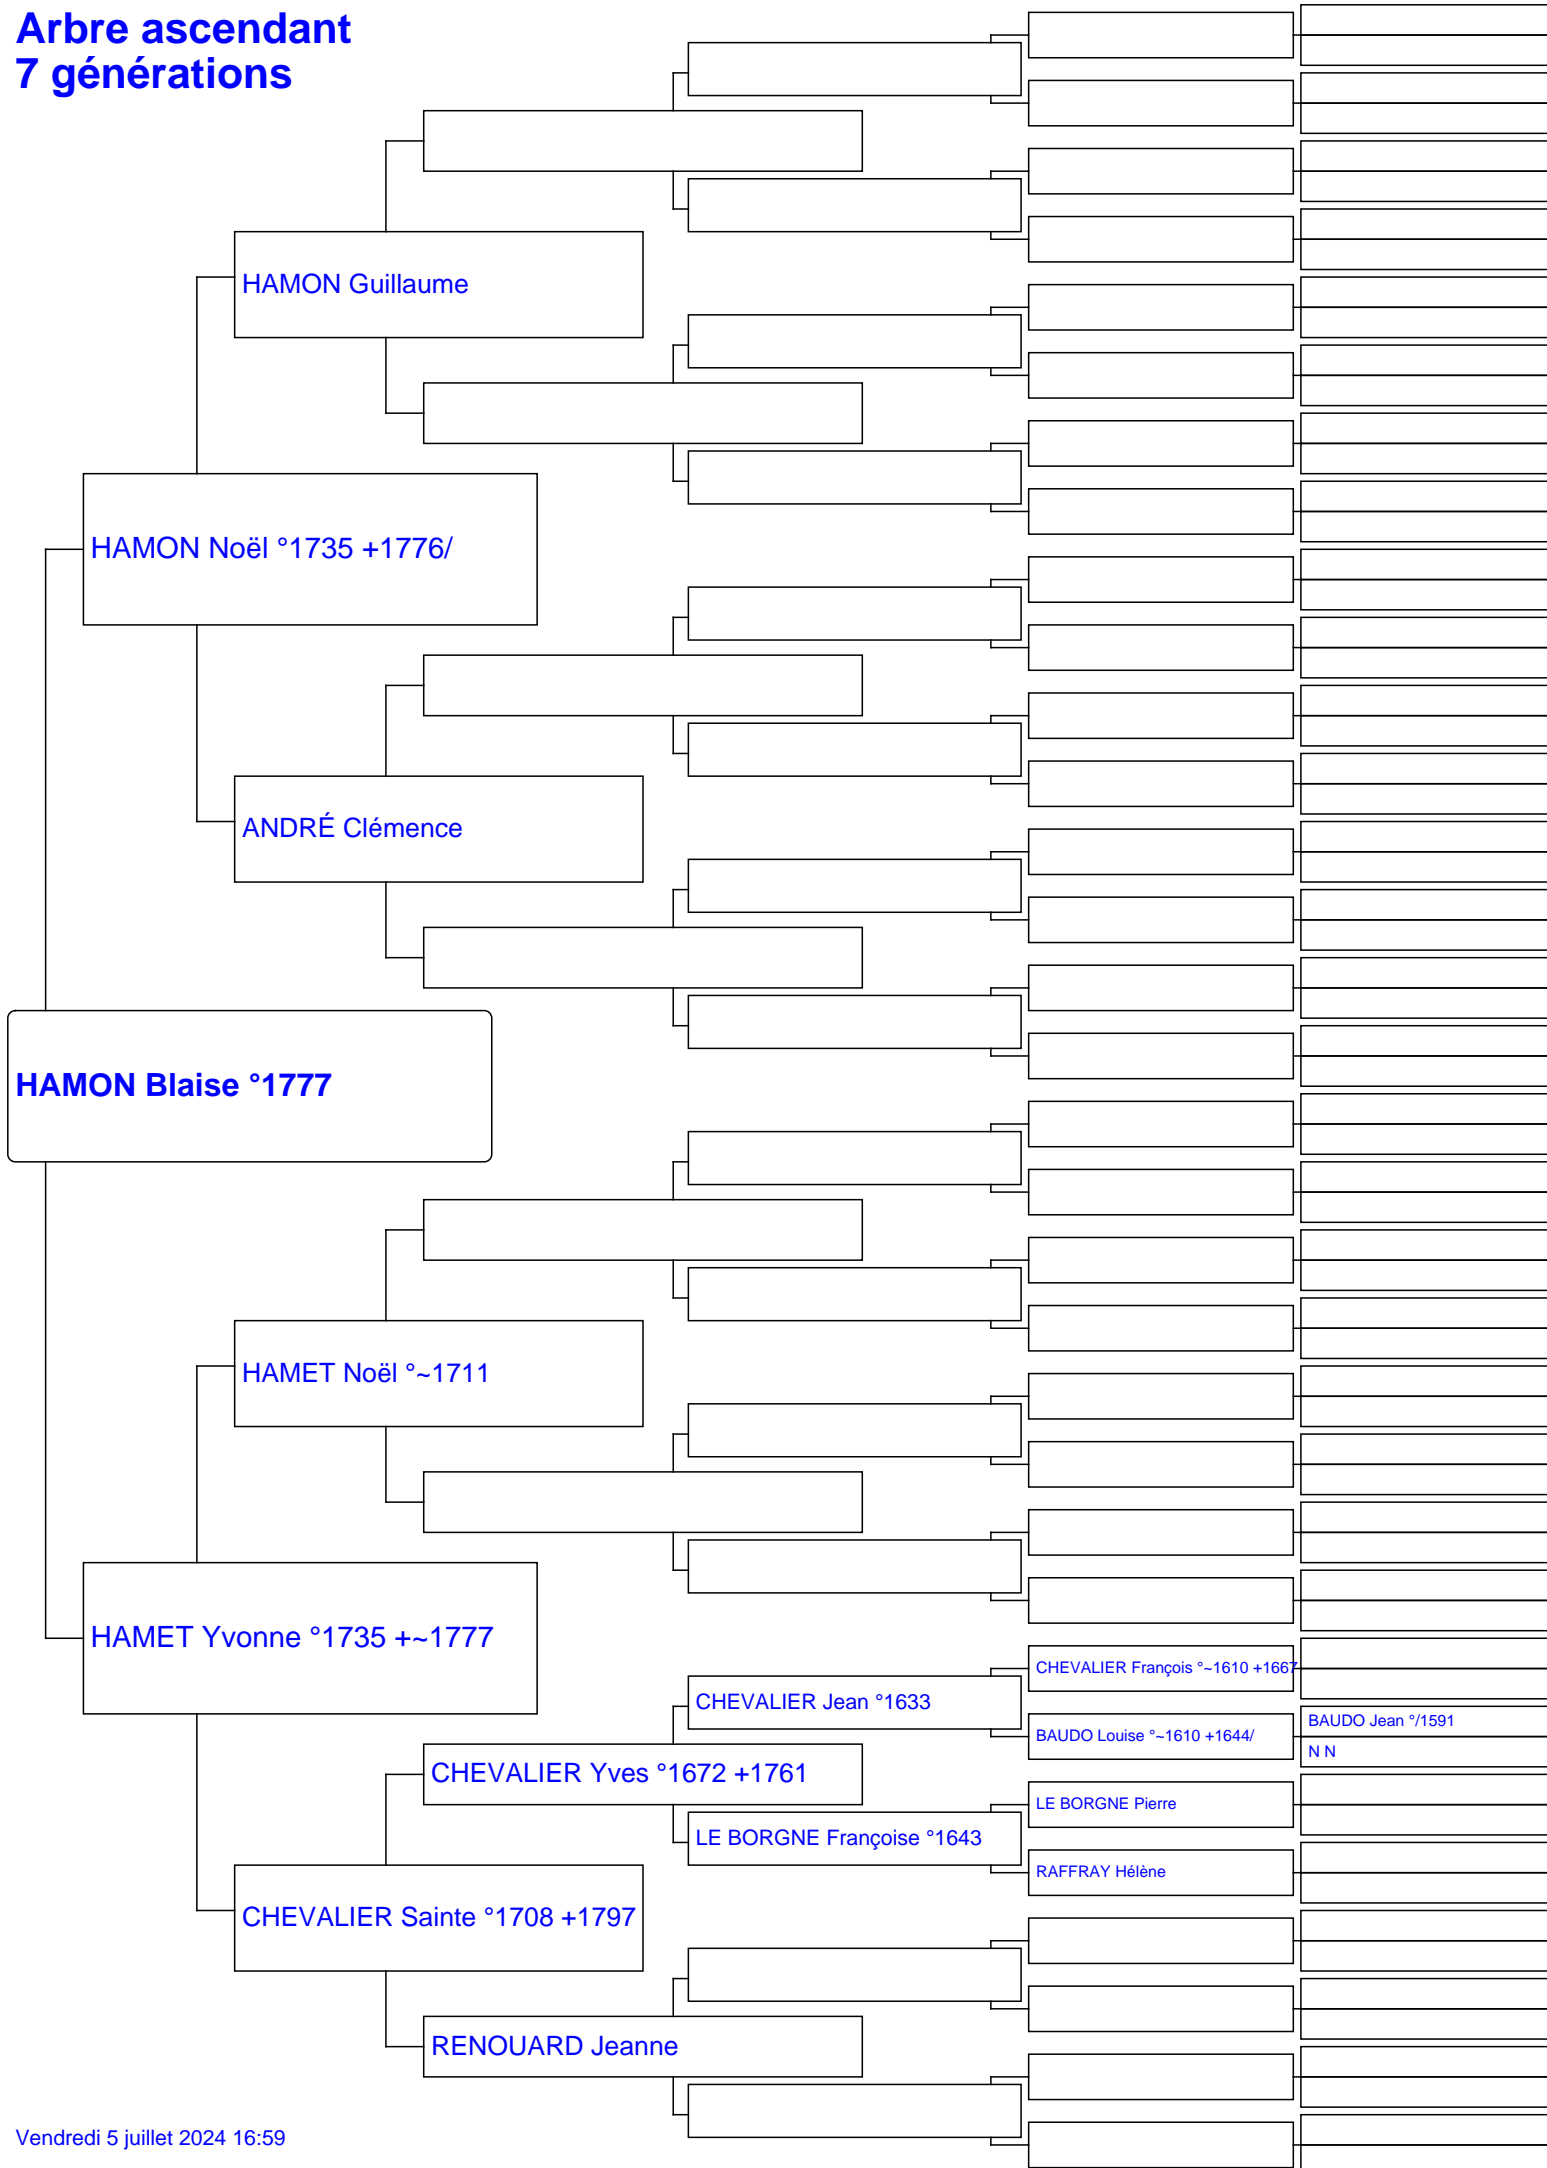 Arbre ascendant
7 générations
HAMON Guillaume
HAMON Noël °1735 +1776/
ANDRÉ Clémence
HAMON Blaise °1777
HAMET Noël °~1711
HAMET Yvonne °1735 +~1777
CHEVALIER François °~1610 +1667
CHEVALIER Jean °1633
BAUDO Jean °/1591
BAUDO Louise °~1610 +1644/
N N
CHEVALIER Yves °1672 +1761
LE BORGNE Pierre
LE BORGNE Françoise °1643
RAFFRAY Hélène
CHEVALIER Sainte °1708 +1797
RENOUARD Jeanne
Vendredi 5 juillet 2024 16:59